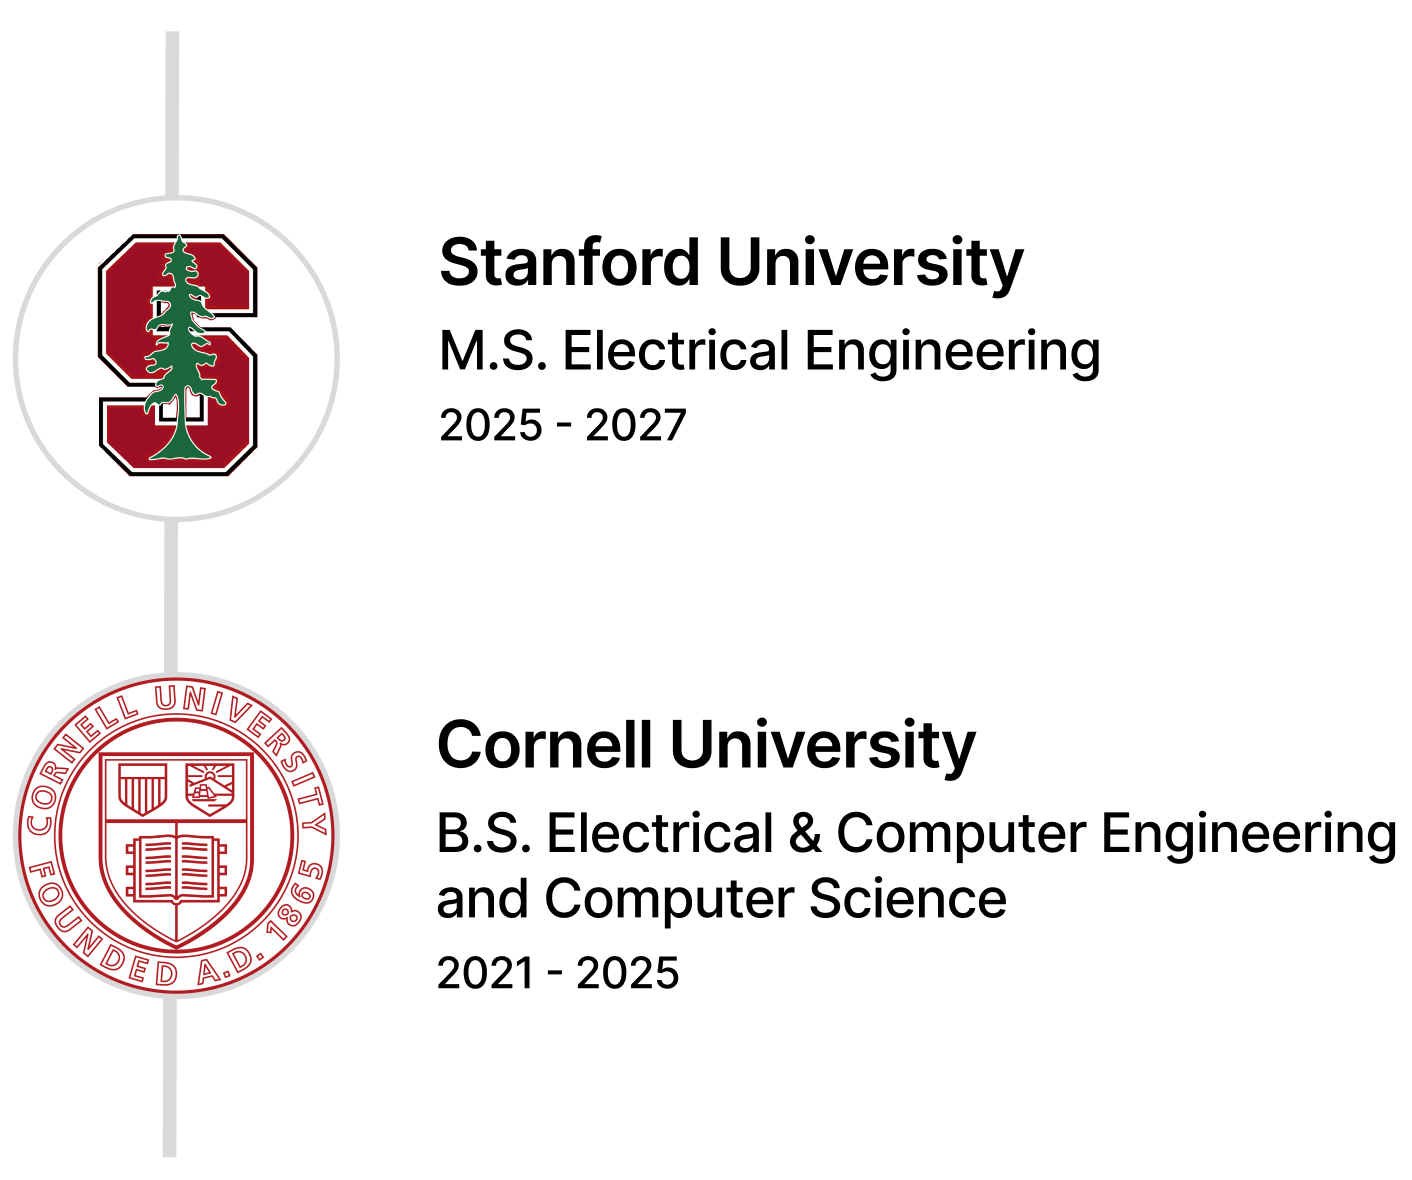 Stanford University
M.S. Electrical Engineering
2025 - 2027
CORNELL UNIVERSITY
FOUNDED A.D. 1865
Cornell University
B.S. Electrical & Computer Engineering
and Computer Science
2021 - 2025